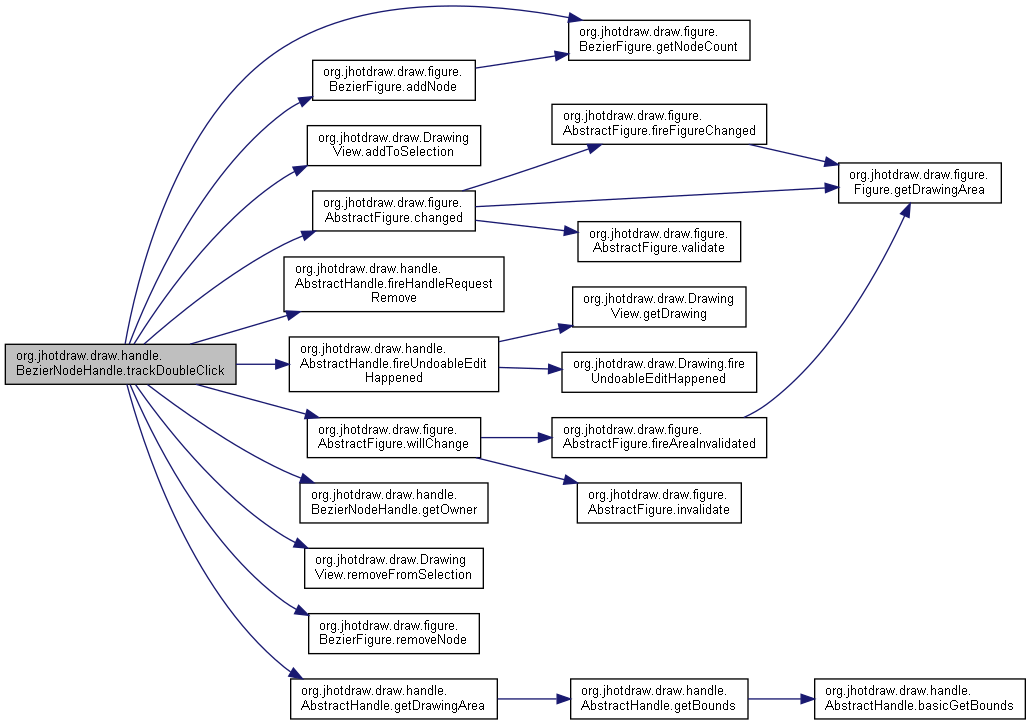 org.jhotdraw.draw.figure.
BezierFigure.getNodeCount
org.jhotdraw.draw.figure.
BezierFigure.addNode
org.jhotdraw.draw.figure.
AbstractFigure.fireFigureChanged
org.jhotdraw.draw.Drawing
View.addToSelection
org.jhotdraw.draw.figure.
Figure.getDrawingArea
org.jhotdraw.draw.figure.
AbstractFigure.changed
org.jhotdraw.draw.figure.
AbstractFigure.validate
org.jhotdraw.draw.handle.
AbstractHandle.fireHandleRequest
Remove
org.jhotdraw.draw.Drawing
View.getDrawing
org.jhotdraw.draw.handle.
BezierNodeHandle.trackDoubleClick
org.jhotdraw.draw.handle.
AbstractHandle.fireUndoableEdit
Happened
org.jhotdraw.draw.Drawing.fire
UndoableEditHappened
org.jhotdraw.draw.figure.
AbstractFigure.willChange
org.jhotdraw.draw.figure.
AbstractFigure.fireAreaInvalidated
org.jhotdraw.draw.handle.
BezierNodeHandle.getOwner
org.jhotdraw.draw.figure.
AbstractFigure.invalidate
org.jhotdraw.draw.Drawing
View.removeFromSelection
org.jhotdraw.draw.figure.
BezierFigure.removeNode
org.jhotdraw.draw.handle.
AbstractHandle.getDrawingArea
org.jhotdraw.draw.handle.
AbstractHandle.getBounds
org.jhotdraw.draw.handle.
AbstractHandle.basicGetBounds